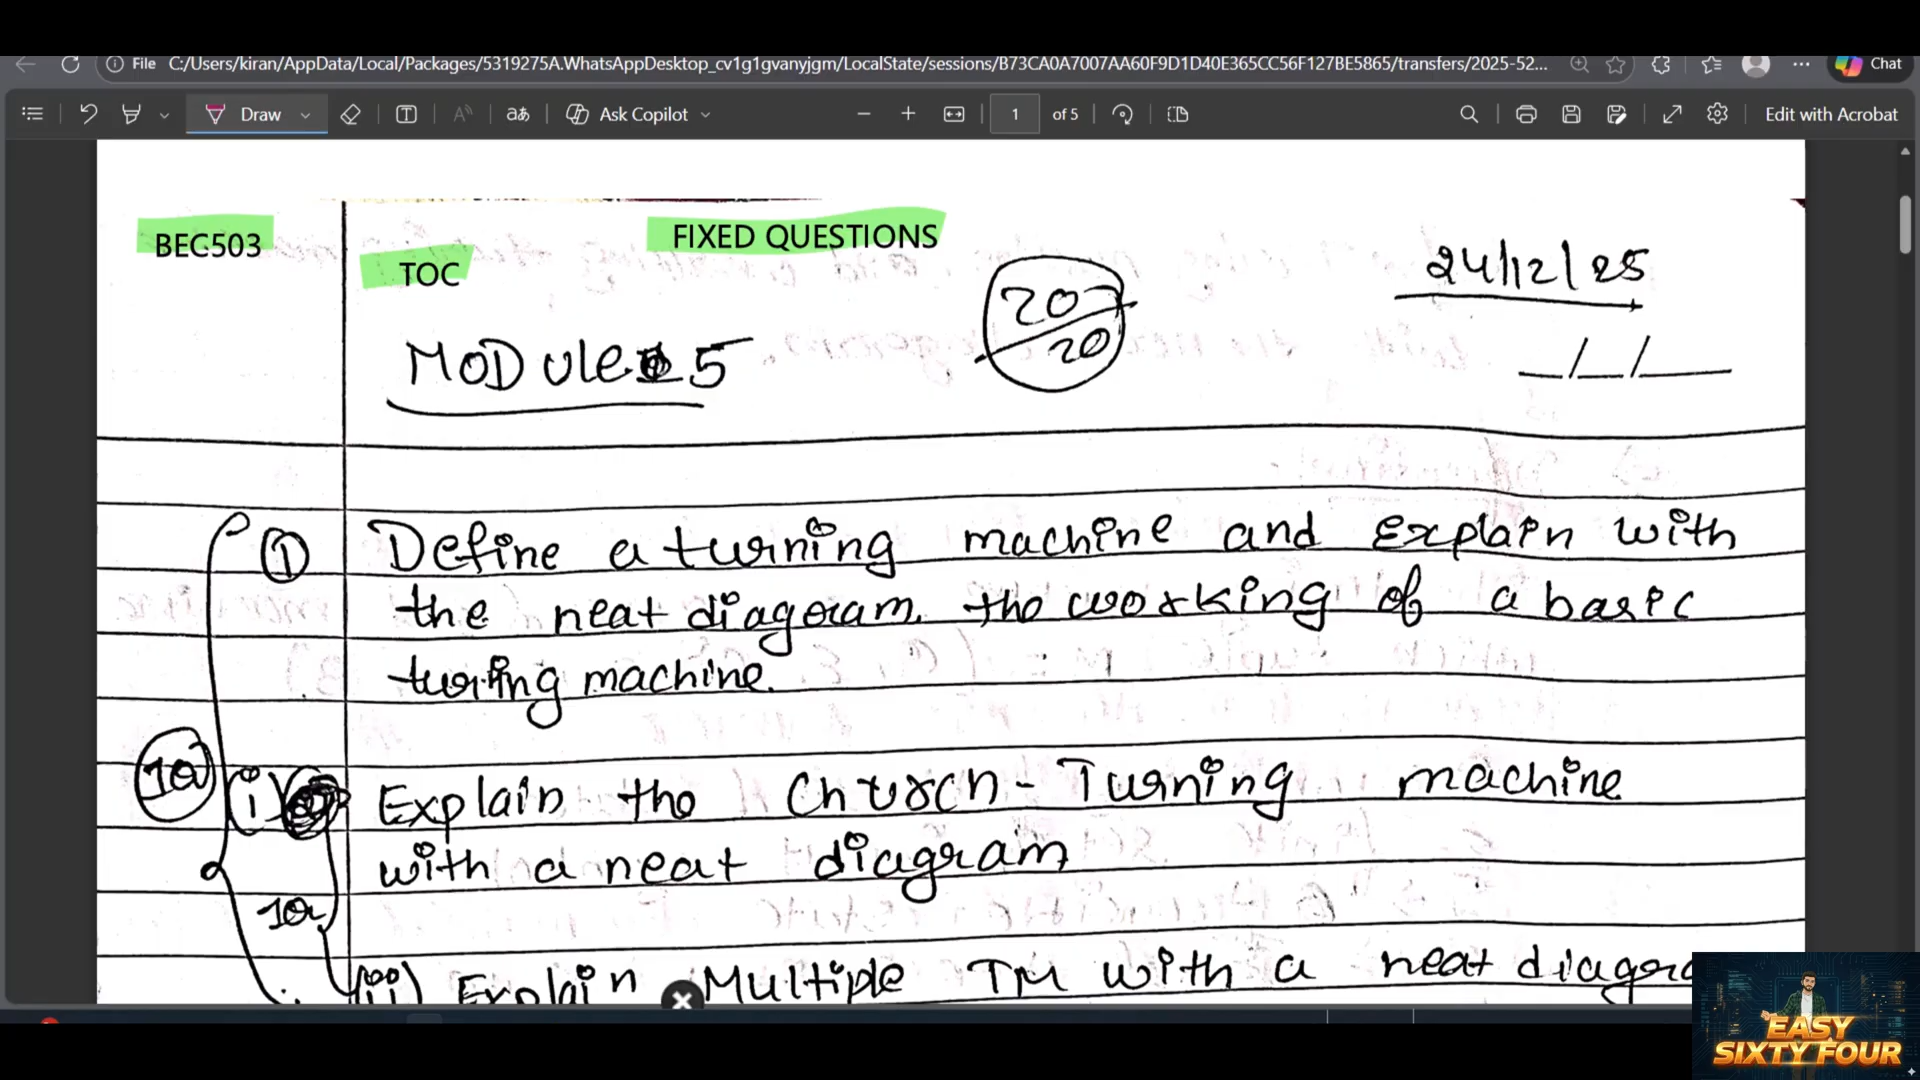 File C:/Users/kiran/AppData/Local/Packages/5319275A.WhatsAppDesktop_cv1g1gvanyjgm/LocalState/sessions/B73CA0A7007AA60F9D1D40E365CC56F127BE5865/transfers/2025-52... Chat
Draw Ask Copilot 1 of 5 Edit with Acrobat
BEC503 FIXED QUESTIONS
TOC
24/12/25
20/20
MODule 5
__/__/____
① Define a turning machine and explain with
the neat diagram. the working of a basic
turing machine.
10 i) Explain the Church-Turning machine
with a neat diagram
10
ii) Explain Multiple TM with a neat diagra
EASY
SIXTY FOUR